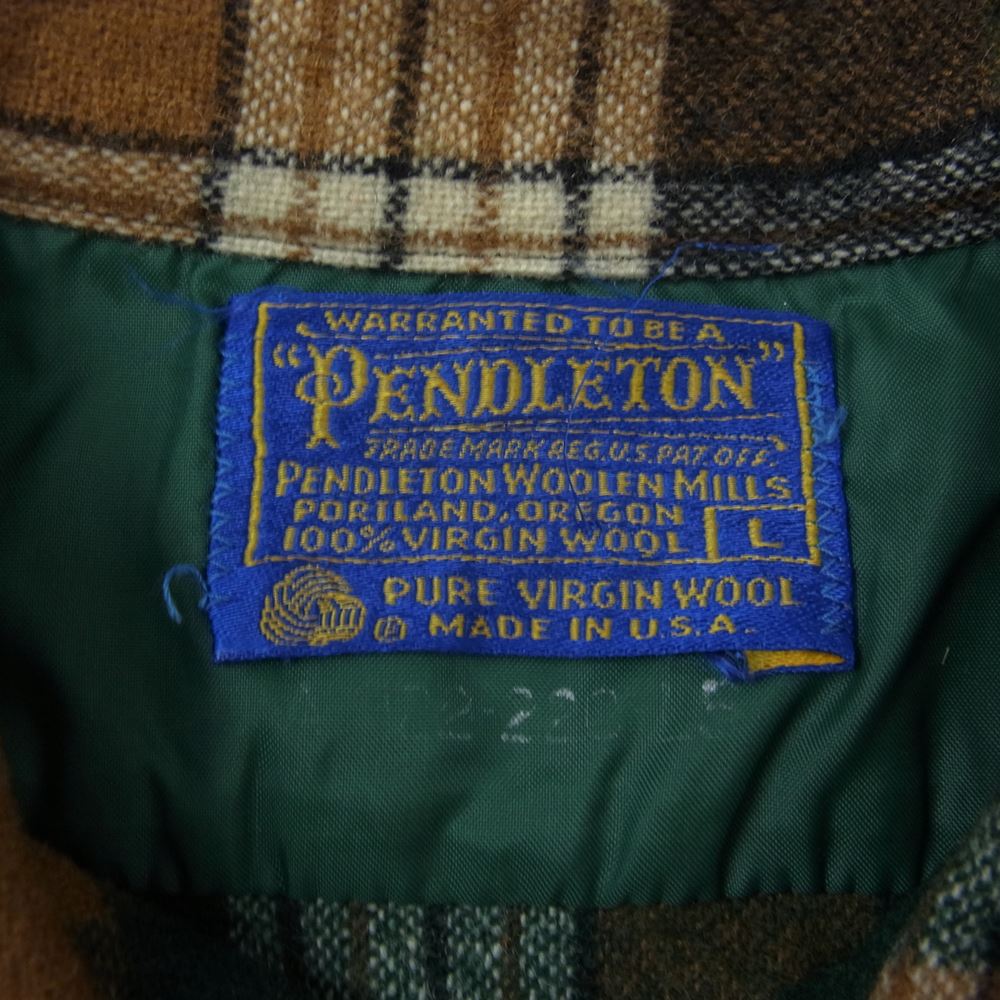 WARRANTED TO BE A
"PENDLETON"
TRADE MARK REG. U.S. PAT. OFF.
PENDLETON WOOLEN MILLS
PORTLAND, OREGON
100% VIRGIN WOOL L
PURE VIRGIN WOOL
® MADE IN U.S.A.